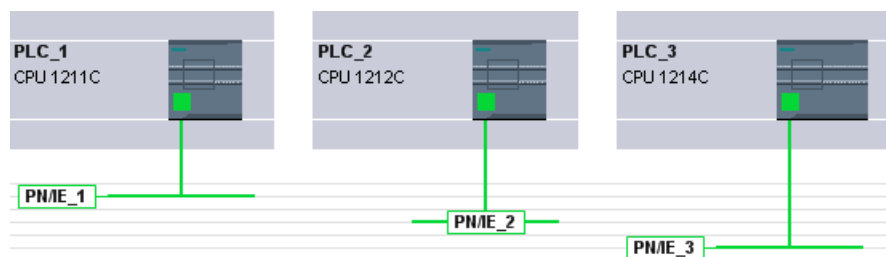 PLC_1
CPU 1211C
PLC_2
CPU 1212C
PLC_3
CPU 1214C
PN/IE_1
PN/IE_2
PN/IE_3